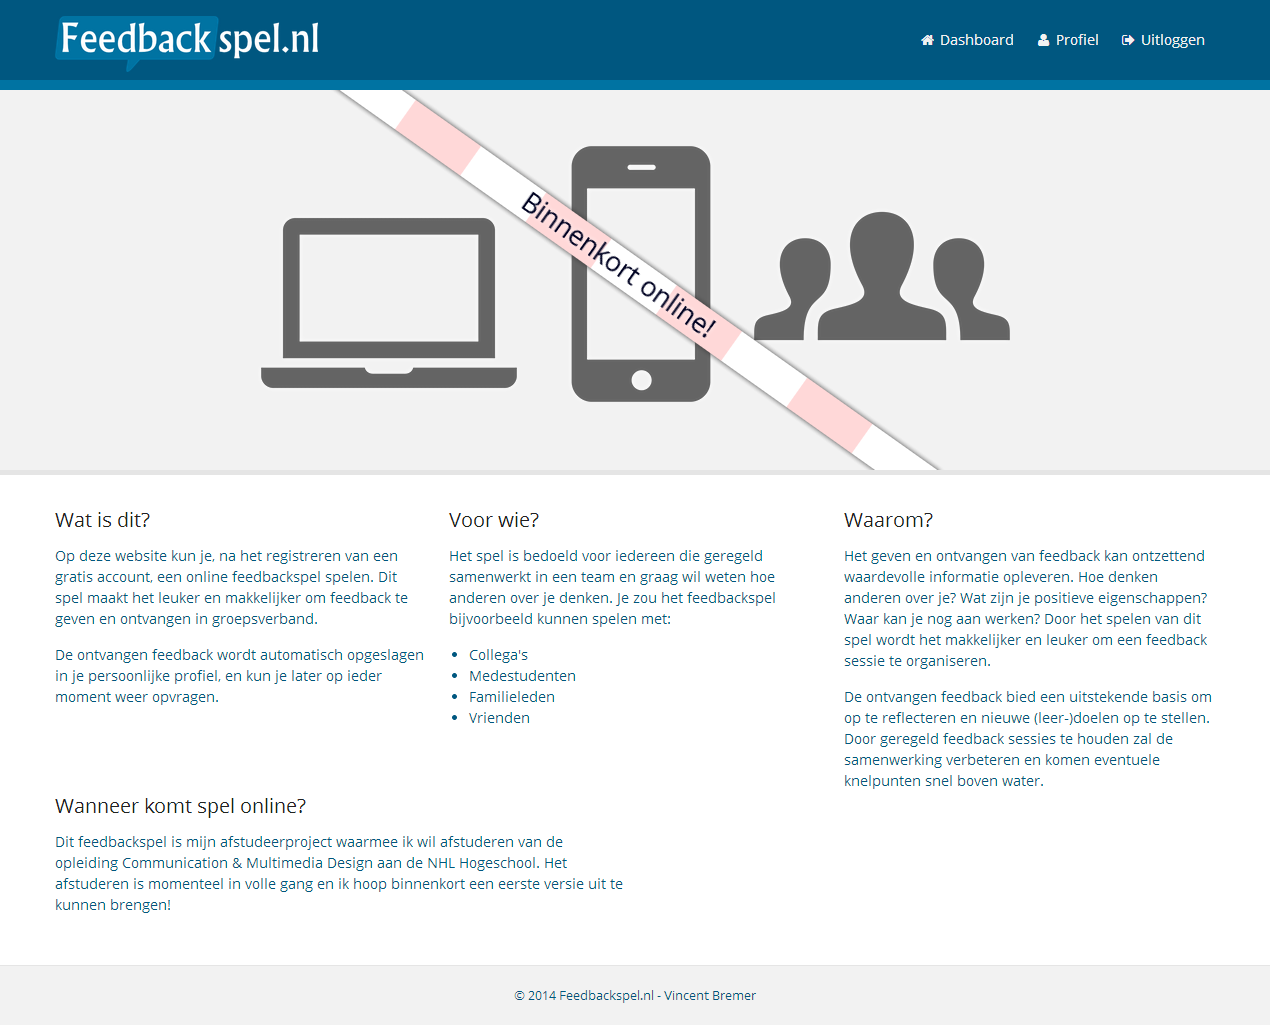 Feedbackspel.nl
Dashboard Profiel Uitloggen
Binnenkort online!
Wat is dit?
Op deze website kun je, na het registreren van een
gratis account, een online feedbackspel spelen. Dit
spel maakt het leuker en makkelijker om feedback te
geven en ontvangen in groepsverband.
De ontvangen feedback wordt automatisch opgeslagen
in je persoonlijke profiel, en kun je later op ieder
moment weer opvragen.
Voor wie?
Het spel is bedoeld voor iedereen die geregeld
samenwerkt in een team en graag wil weten hoe
anderen over je denken. Je zou het feedbackspel
bijvoorbeeld kunnen spelen met:
• Collega's
• Medestudenten
• Familieleden
• Vrienden
Waarom?
Het geven en ontvangen van feedback kan ontzettend
waardevolle informatie opleveren. Hoe denken
anderen over je? Wat zijn je positieve eigenschappen?
Waar kan je nog aan werken? Door het spelen van dit
spel wordt het makkelijker en leuker om een feedback
sessie te organiseren.
De ontvangen feedback bied een uitstekende basis om
op te reflecteren en nieuwe (leer-)doelen op te stellen.
Door geregeld feedback sessies te houden zal de
samenwerking verbeteren en komen eventuele
knelpunten snel boven water.
Wanneer komt spel online?
Dit feedbackspel is mijn afstudeerproject waarmee ik wil afstuderen van de
opleiding Communication & Multimedia Design aan de NHL Hogeschool. Het
afstuderen is momenteel in volle gang en ik hoop binnenkort een eerste versie uit te
kunnen brengen!
© 2014 Feedbackspel.nl - Vincent Bremer